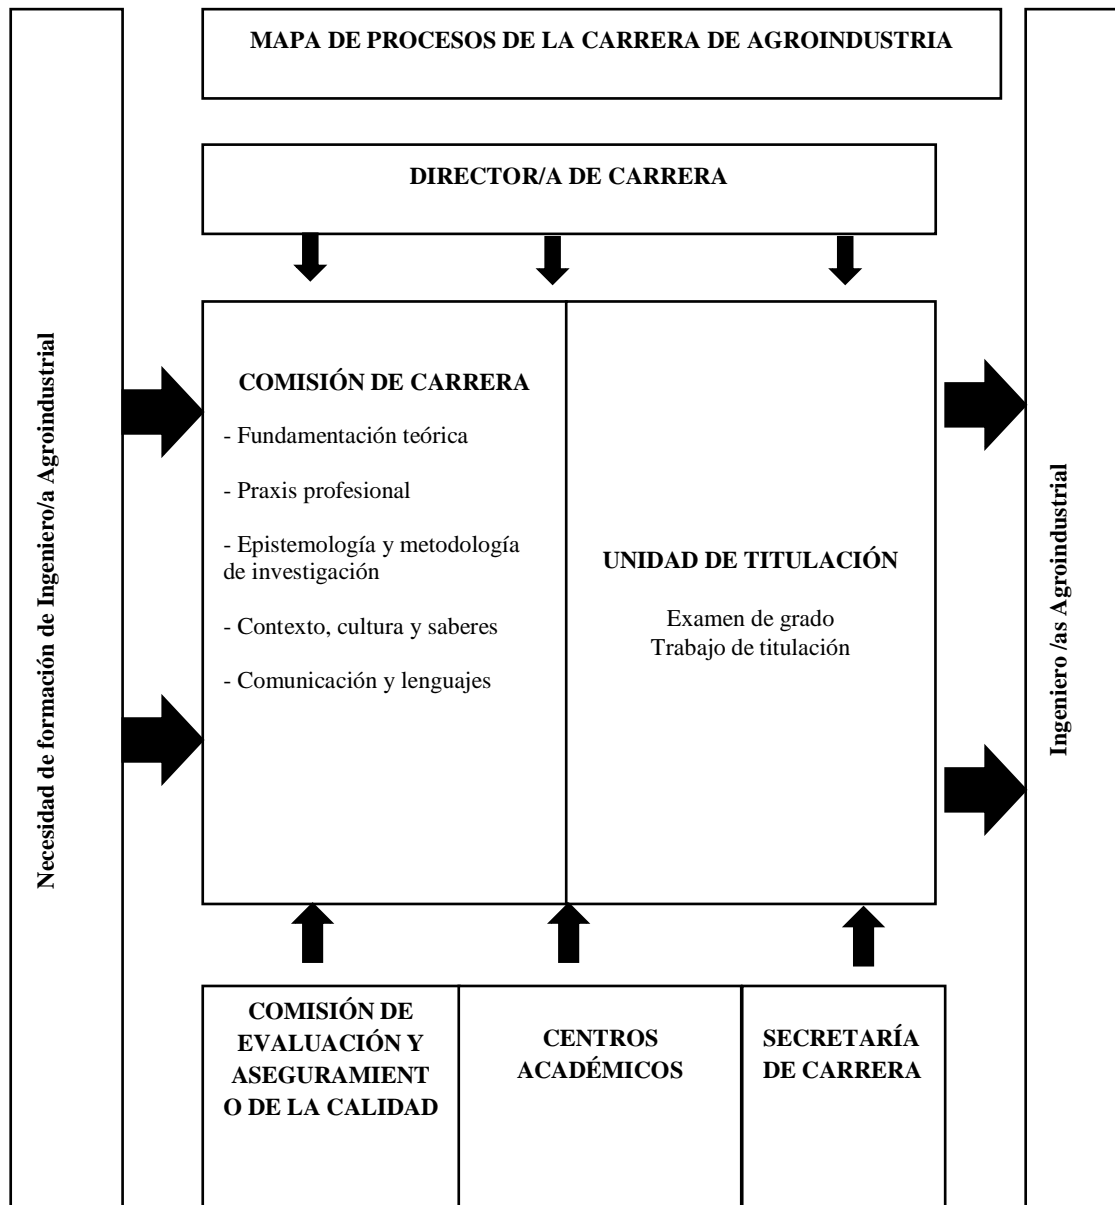 MAPA DE PROCESOS DE LA CARRERA DE AGROINDUSTRIA
DIRECTOR/A DE CARRERA
Necesidad de formación de Ingeniero/a Agroindustrial
COMISIÓN DE CARRERA
- Fundamentación teórica
- Praxis profesional
- Epistemología y metodología
de investigación
- Contexto, cultura y saberes
- Comunicación y lenguajes
UNIDAD DE TITULACIÓN
Examen de grado
Trabajo de titulación
Ingeniero /as Agroindustrial
COMISIÓN DE
EVALUACIÓN Y
ASEGURAMIENT
O DE LA CALIDAD
CENTROS
ACADÉMICOS
SECRETARÍA
DE CARRERA